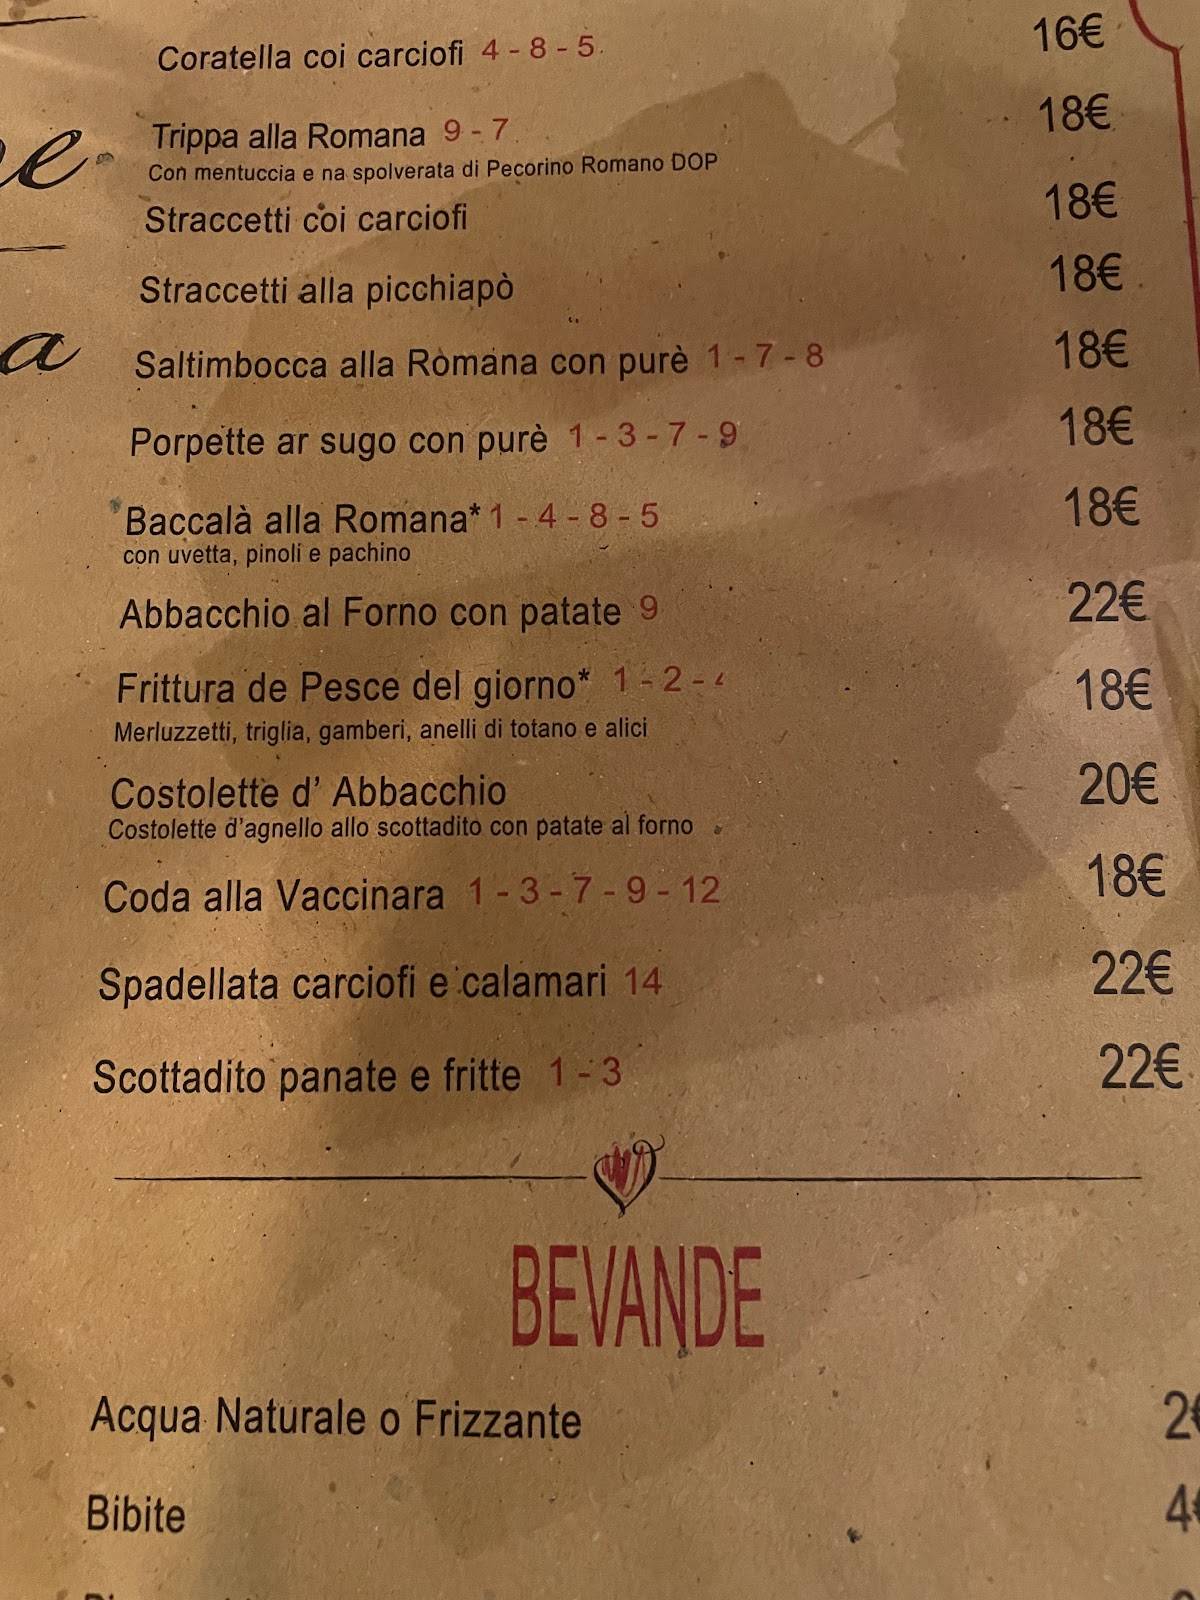 Coratella coi carciofi 4 - 8 - 5 16€
Trippa alla Romana 9 - 7 18€
Con mentuccia e na spolverata di Pecorino Romano DOP
Straccetti coi carciofi 18€
Straccetti alla picchiapò 18€
Saltimbocca alla Romana con purè 1 - 7 - 8 18€
Porpette ar sugo con purè 1 - 3 - 7 - 9 18€
Baccalà alla Romana* 1 - 4 - 8 - 5 18€
con uvetta, pinoli e pachino
Abbacchio al Forno con patate 9 22€
Frittura de Pesce del giorno* 1 - 2 - 18€
Merluzzetti, triglia, gamberi, anelli di totano e alici
Costolette d' Abbacchio 20€
Costolette d'agnello allo scottadito con patate al forno
Coda alla Vaccinara 1 - 3 - 7 - 9 - 12 18€
Spadellata carciofi e calamari 14 22€
Scottadito panate e fritte 1 - 3 22€
BEVANDE
Acqua Naturale o Frizzante 2€
Bibite 4€